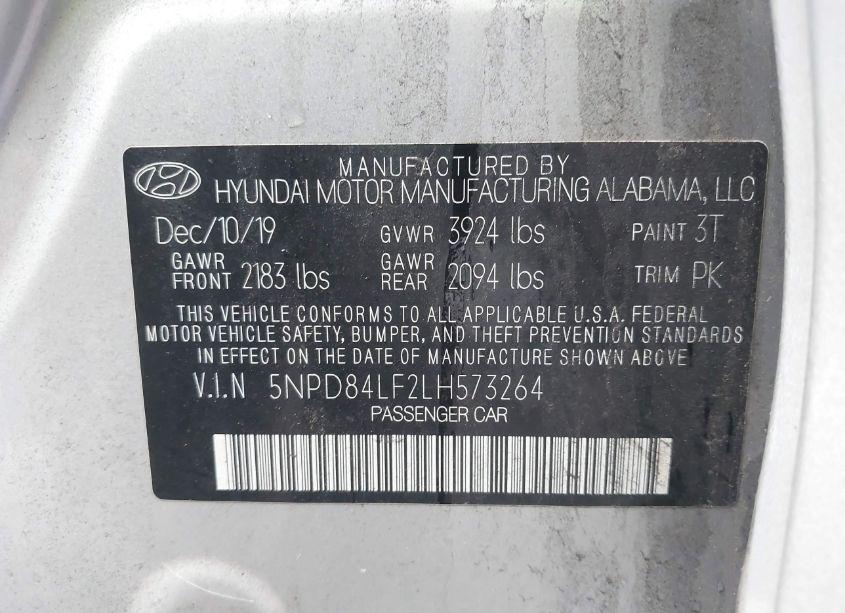 MANUFACTURED BY
HYUNDAI MOTOR MANUFACTURING ALABAMA, LLC
Dec/10/19 GVWR 3924 lbs PAINT 3T
GAWR FRONT 2183 lbs GAWR REAR 2094 lbs TRIM PK
THIS VEHICLE CONFORMS TO ALL APPLICABLE U.S.A. FEDERAL
MOTOR VEHICLE SAFETY, BUMPER, AND THEFT PREVENTION STANDARDS
IN EFFECT ON THE DATE OF MANUFACTURE SHOWN ABOVE
V.I.N 5NPD84LF2LH573264
PASSENGER CAR